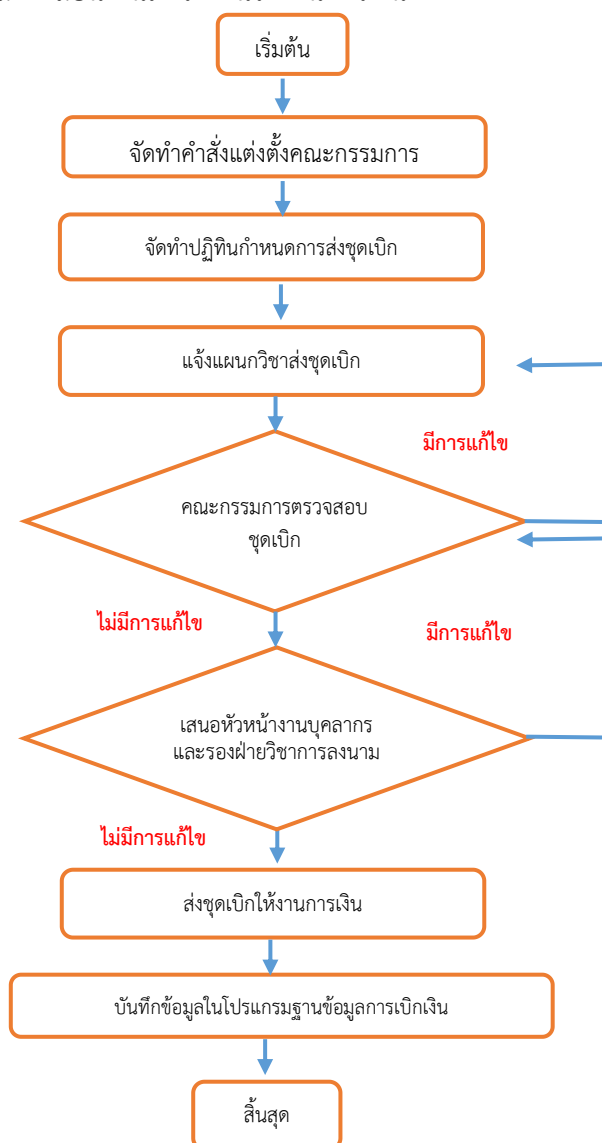 เริ่มต้น
จัดทำคำสั่งแต่งตั้งคณะกรรมการ
จัดทำปฏิทินกำหนดการส่งชุดเบิก
แจ้งแผนกวิชาส่งชุดเบิก
มีการแก้ไข
คณะกรรมการตรวจสอบ
ชุดเบิก
ไม่มีการแก้ไข
มีการแก้ไข
เสนอหัวหน้างานบุคลากร
และรองฝ่ายวิชาการลงนาม
ไม่มีการแก้ไข
ส่งชุดเบิกให้งานการเงิน
บันทึกข้อมูลในโปรแกรมฐานข้อมูลการเบิกเงิน
สิ้นสุด